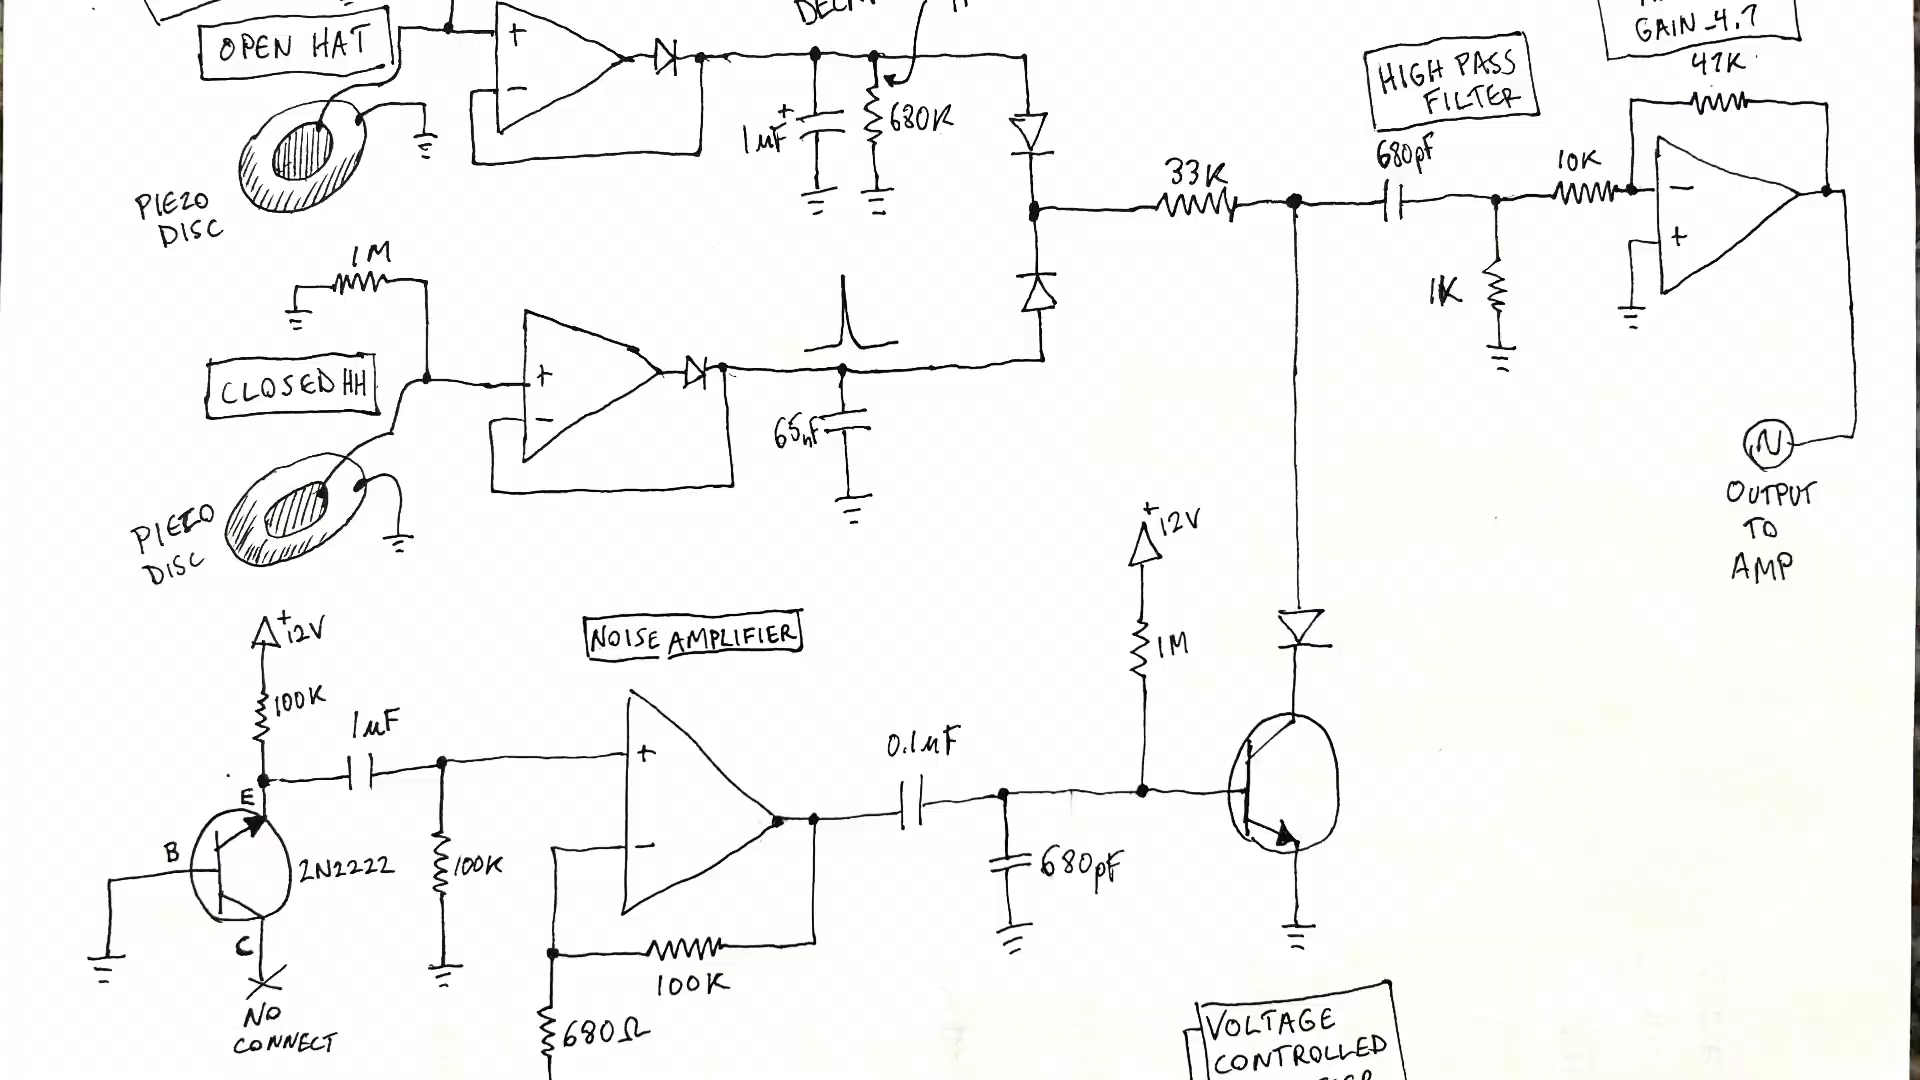 OPEN HAT
+
-
+
1uF
680K
PIEZO
DISC
33K
HIGH PASS
FILTER
680pF
GAIN -4.7
47K
10K
-
+
1K
OUTPUT
TO
AMP
1M
CLOSED HH
+
-
65nF
PIEZO
DISC
+12V
100K
1uF
E
B
C
2N2222
NO
CONNECT
100K
NOISE AMPLIFIER
+
-
100K
680Ω
0.1uF
680pF
+12V
1M
VOLTAGE
CONTROLLED